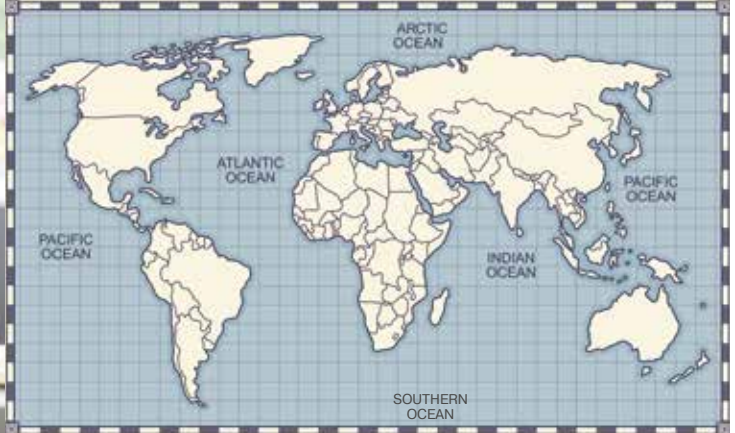 ARCTIC
OCEAN
ATLANTIC
OCEAN
PACIFIC
OCEAN
PACIFIC
OCEAN
INDIAN
OCEAN
SOUTHERN
OCEAN